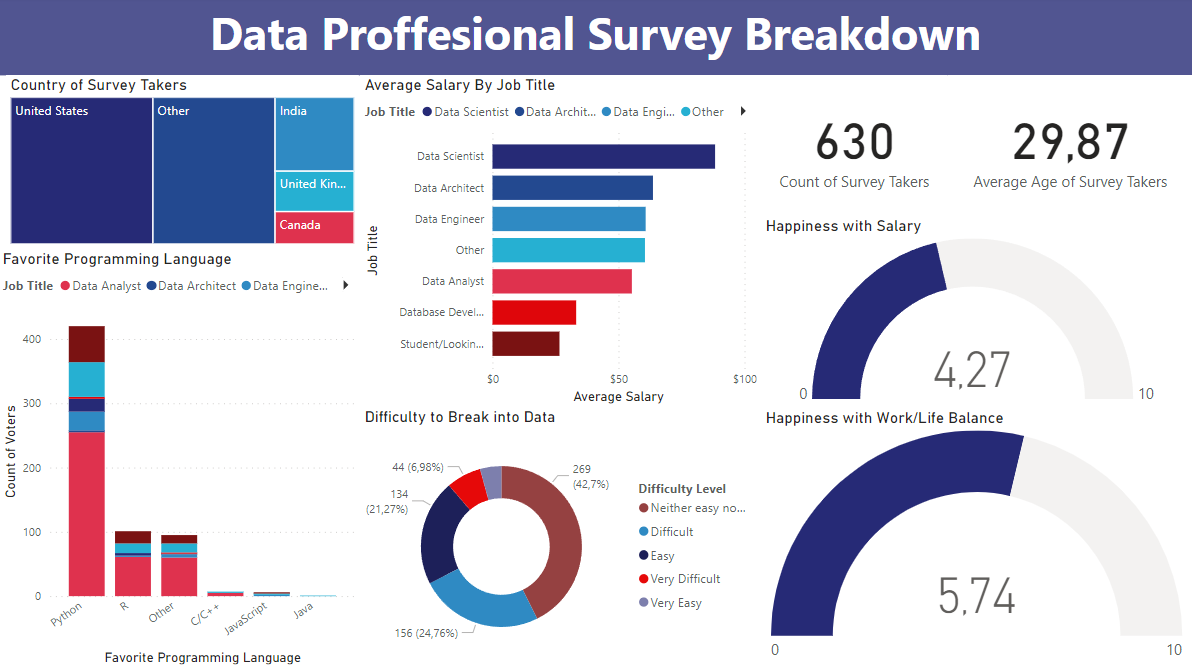 Data Proffesional Survey Breakdown
Country of Survey Takers
United States
Other
India
United Kin...
Canada
Favorite Programming Language
Job Title
Data Analyst
Data Architect
Data Engine...
Count of Voters
400
300
200
100
0
Python
R
Other
C/C++
JavaScript
Java
Favorite Programming Language
Average Salary By Job Title
Job Title
Data Scientist
Data Archit...
Data Engi...
Other
Job Title
Data Scientist
Data Architect
Data Engineer
Other
Data Analyst
Database Devel...
Student/Lookin...
$0
$50
$100
Average Salary
Difficulty to Break into Data
44 (6,98%)
134
(21,27%)
269
(42,7%)
156 (24,76%)
Difficulty Level
Neither easy no...
Difficult
Easy
Very Difficult
Very Easy
630
Count of Survey Takers
29,87
Average Age of Survey Takers
Happiness with Salary
4,27
0
10
Happiness with Work/Life Balance
5,74
0
10